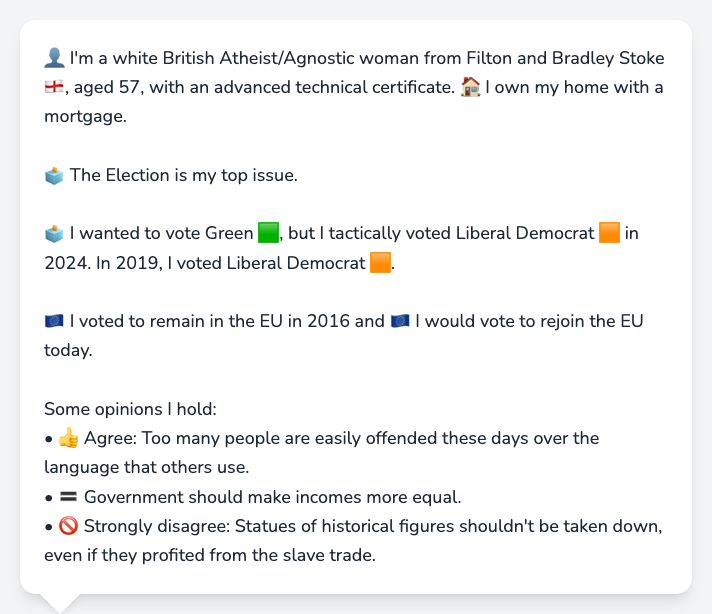 👤 I'm a white British Atheist/Agnostic woman from Filton and Bradley Stoke
🏴󠁧󠁢󠁥󠁮󠁧󠁿, aged 57, with an advanced technical certificate. 🏠 I own my home with a
mortgage.
🗳️ The Election is my top issue.
🗳️ I wanted to vote Green 🟩, but I tactically voted Liberal Democrat 🟧 in
2024. In 2019, I voted Liberal Democrat 🟧.
🇪🇺 I voted to remain in the EU in 2016 and 🇪🇺 I would vote to rejoin the EU
today.
Some opinions I hold:
• 👍 Agree: Too many people are easily offended these days over the
language that others use.
• 🟰 Government should make incomes more equal.
• 🚫 Strongly disagree: Statues of historical figures shouldn't be taken down,
even if they profited from the slave trade.